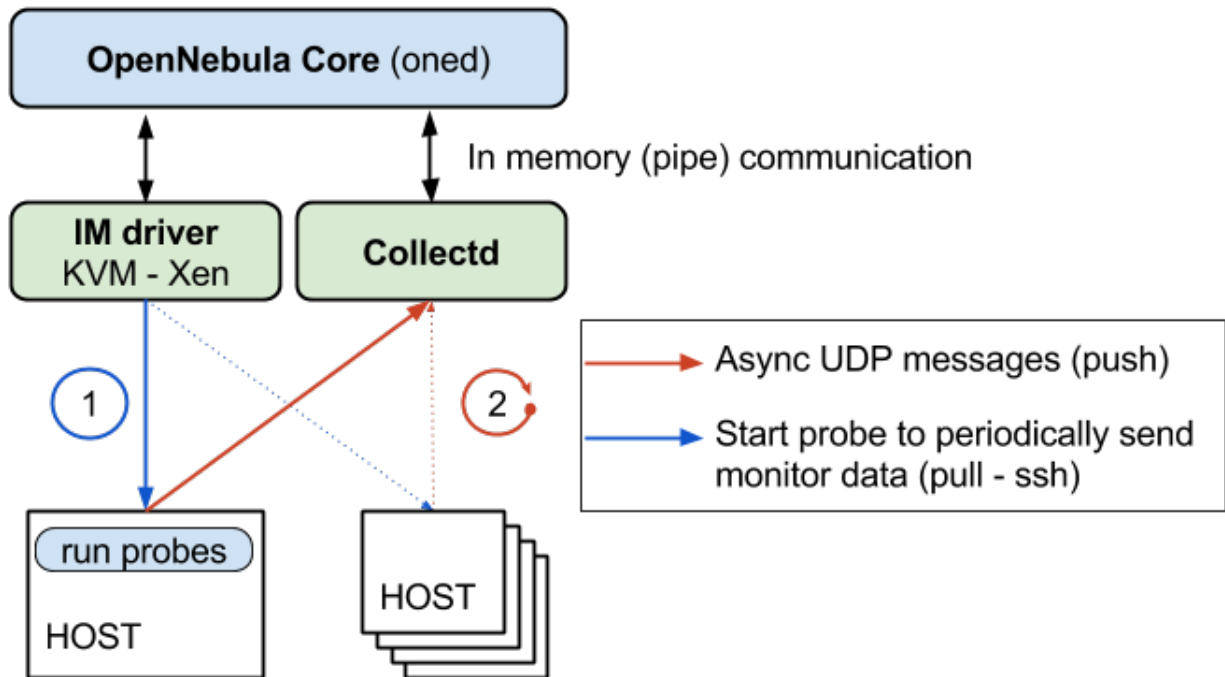 OpenNebula Core (oned)
In memory (pipe) communication
IM driver
KVM - Xen
Collectd
1
2
Async UDP messages (push)
Start probe to periodically send
monitor data (pull - ssh)
run probes
HOST
HOST